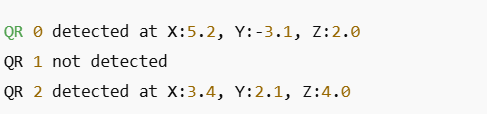 QR 0 detected at X:5.2, Y:-3.1, Z:2.0
QR 1 not detected
QR 2 detected at X:3.4, Y:2.1, Z:4.0